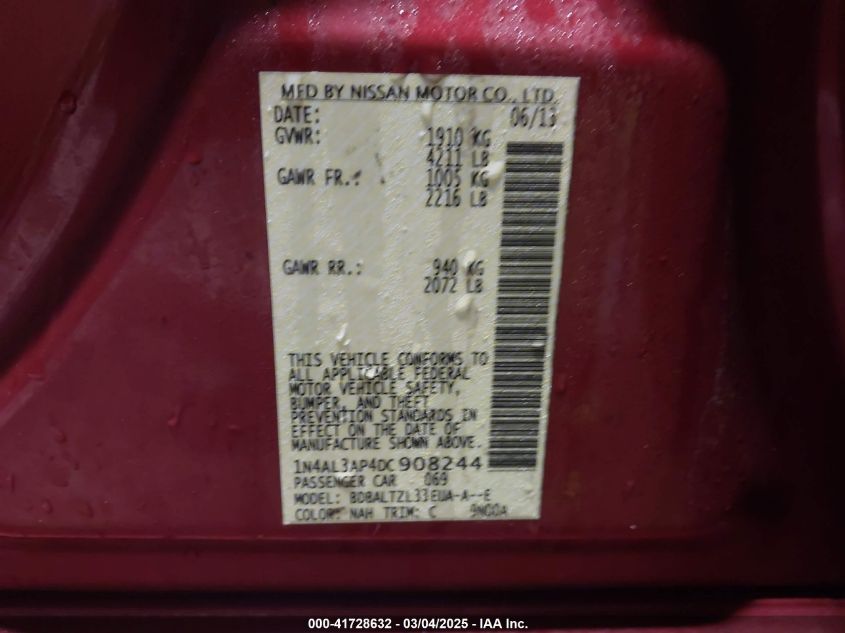 MFD BY NISSAN MOTOR CO., LTD.
DATE: 06/13
GVWR: 1910 KG
4211 LB
GAWR FR.: 1005 KG
2216 LB
GAWR RR.: 940 KG
2072 LB
THIS VEHICLE CONFORMS TO
ALL APPLICABLE FEDERAL
MOTOR VEHICLE SAFETY,
BUMPER, AND THEFT
PREVENTION STANDARDS IN
EFFECT ON THE DATE OF
MANUFACTURE SHOWN ABOVE.
1N4AL3AP4DC908244
PASSENGER CAR 069
MODEL: BDBALTZL33EUA-A--E
COLOR: NAH TRIM: C 9N00A
000-41728632 - 03/04/2025 - IAA Inc.